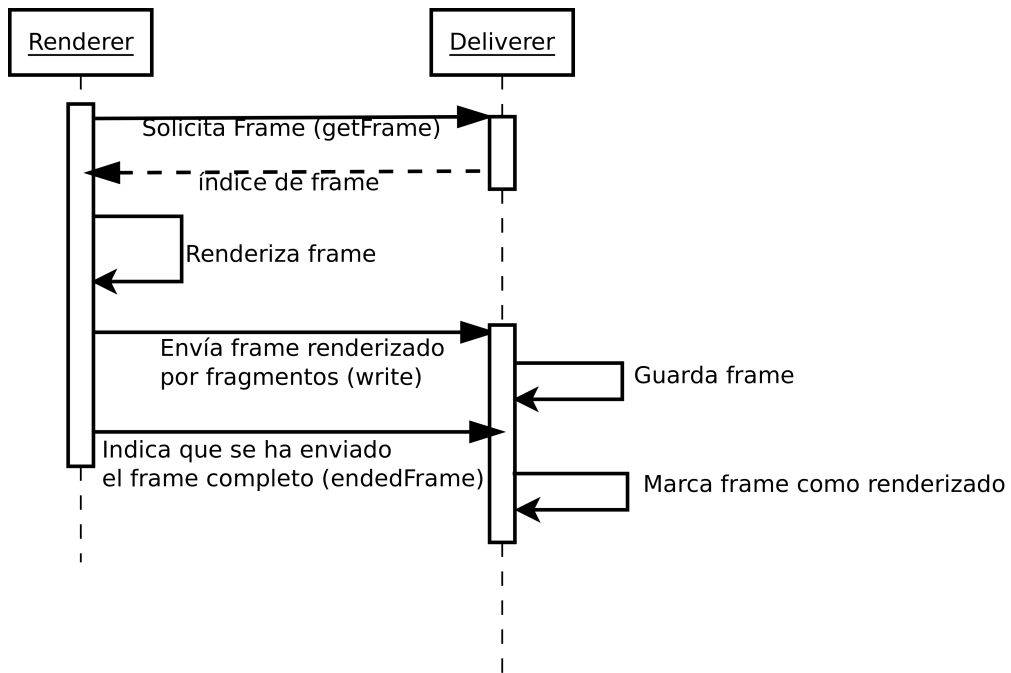 Renderer
Deliverer
Solicita Frame (getFrame)
índice de frame
Renderiza frame
Envía frame renderizado
por fragmentos (write)
Guarda frame
Indica que se ha enviado
el frame completo (endedFrame)
Marca frame como renderizado